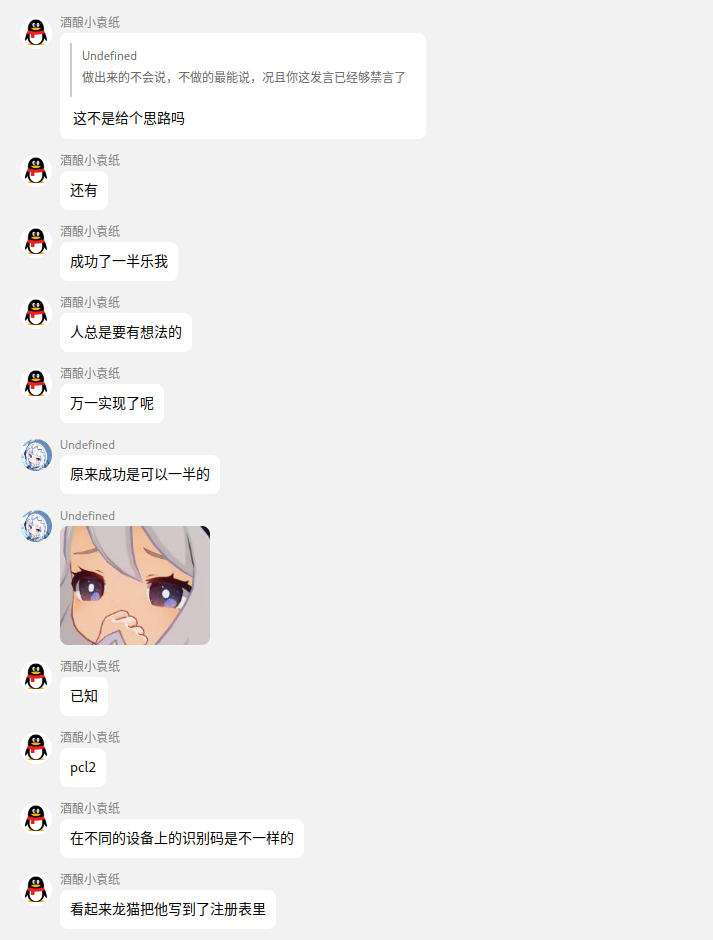 酒酿小袁纸
Undefined
做出来的不会说，不做的最能说，况且你这发言已经够禁言了
这不是给个思路吗
酒酿小袁纸
还有
酒酿小袁纸
成功了一半乐我
酒酿小袁纸
人总是要有想法的
酒酿小袁纸
万一实现了呢
Undefined
原来成功是可以一半的
Undefined
酒酿小袁纸
已知
酒酿小袁纸
pcl2
酒酿小袁纸
在不同的设备上的识别码是不一样的
酒酿小袁纸
看起来龙猫把他写到了注册表里